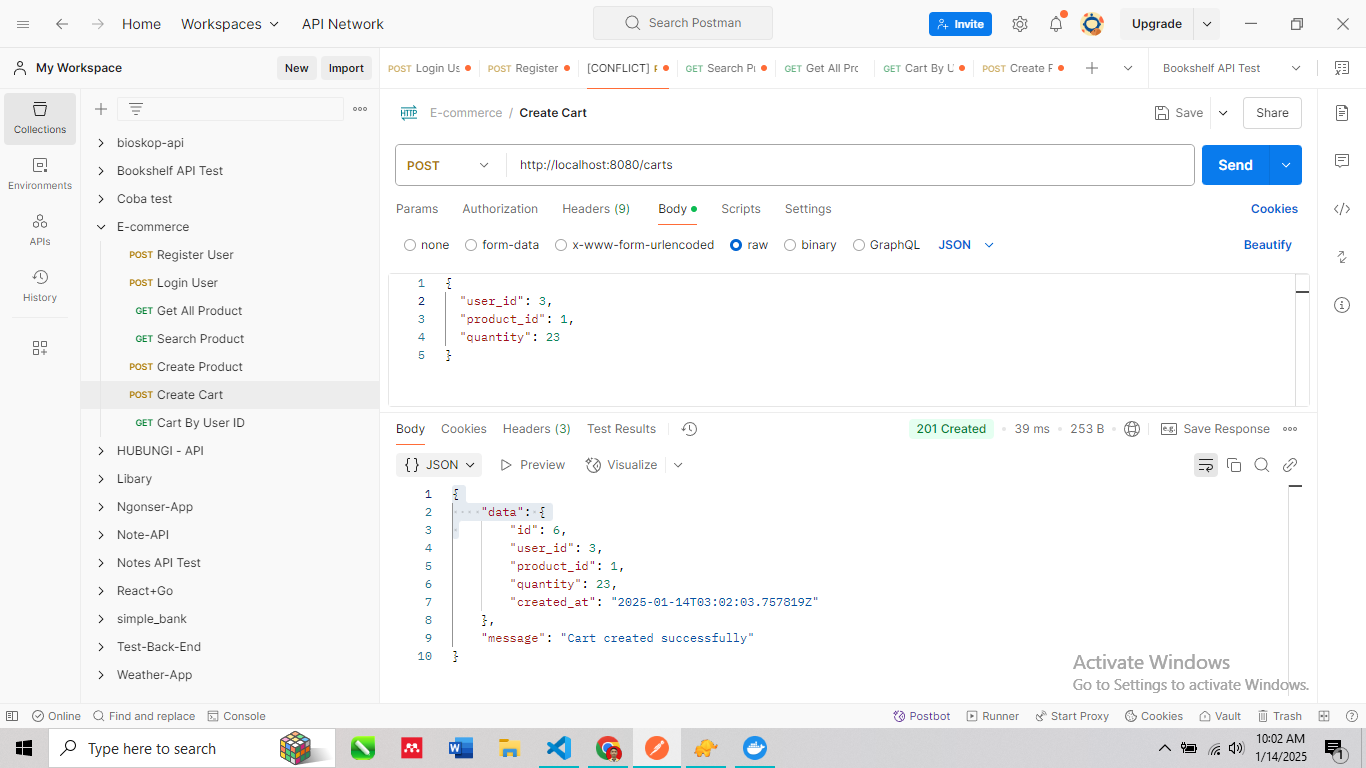 Home Workspaces API Network Search Postman Invite Upgrade
My Workspace New Import POST Login Us POST Register [CONFLICT] GET Search GET Get All Pro GET Cart By U POST Create Bookshelf API Test
Collections
Environments
APIs
History
bioskop-api
Bookshelf API Test
Coba test
E-commerce
POST Register User
POST Login User
GET Get All Product
GET Search Product
POST Create Product
POST Create Cart
GET Cart By User ID
HUBUNGI - API
Libary
Ngonser-App
Note-API
Notes API Test
React+Go
simple_bank
Test-Back-End
Weather-App
HTTP E-commerce / Create Cart Save Share
POST http://localhost:8080/carts Send
Params Authorization Headers (9) Body Scripts Settings Cookies
none form-data x-www-form-urlencoded raw binary GraphQL JSON Beautify
1 {
2 "user_id": 3,
3 "product_id": 1,
4 "quantity": 23
5 }
Body Cookies Headers (3) Test Results 201 Created 39 ms 253 B e.g. Save Response
{} JSON Preview Visualize
1 {
2 "data": {
3 "id": 6,
4 "user_id": 3,
5 "product_id": 1,
6 "quantity": 23,
7 "created_at": "2025-01-14T03:02:03.757819Z"
8 },
9 "message": "Cart created successfully"
10 }
Activate Windows
Go to Settings to activate Windows.
Online Find and replace Console Postbot Runner Start Proxy Cookies Vault Trash
Type here to search 10:02 AM
1/14/2025 1